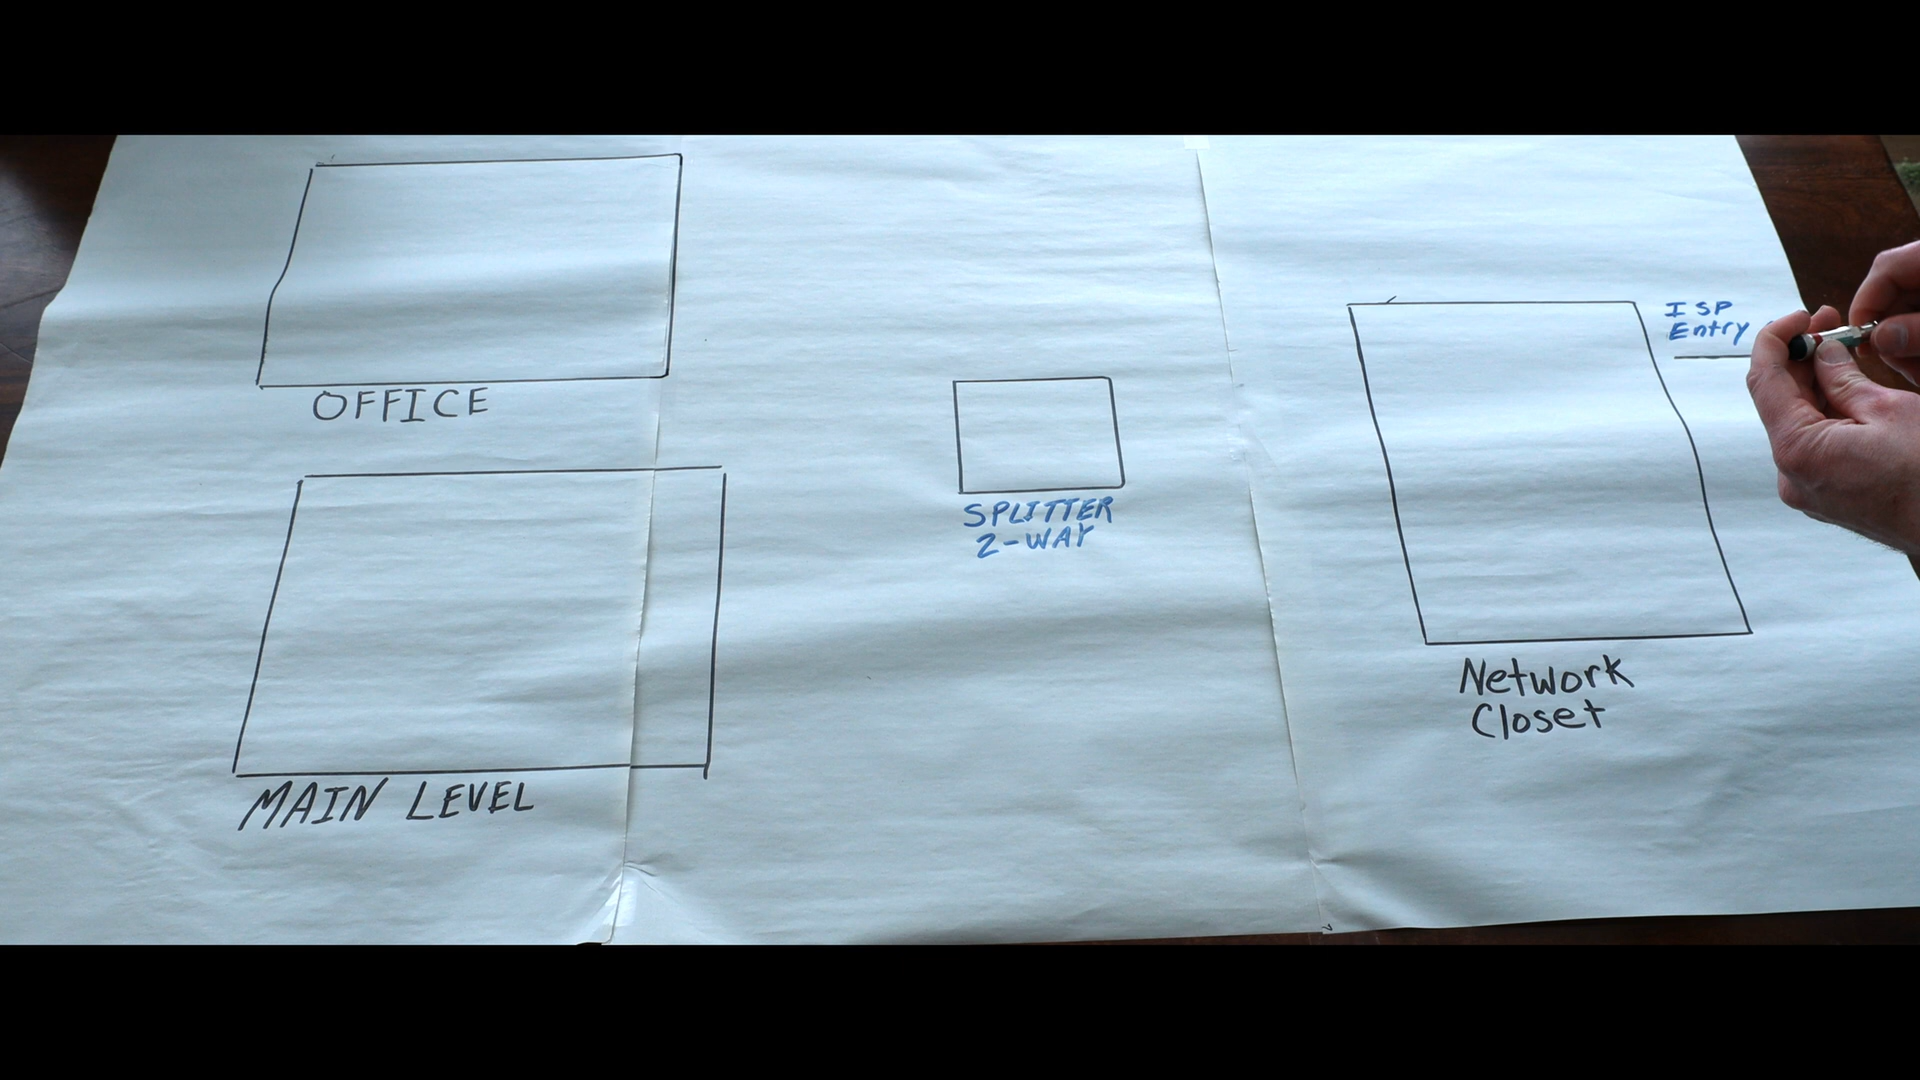 OFFICE
MAIN LEVEL
SPLITTER
2-WAY
ISP
Entry
Network
Closet